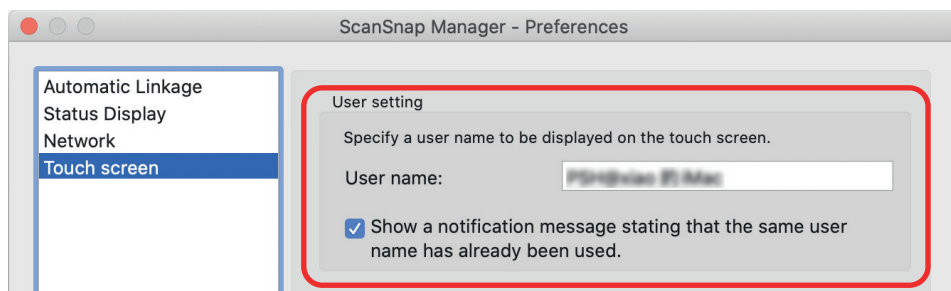 ScanSnap Manager - Preferences
Automatic Linkage
Status Display
Network
Touch screen
User setting
Specify a user name to be displayed on the touch screen.
User name:
Show a notification message stating that the same user
name has already been used.